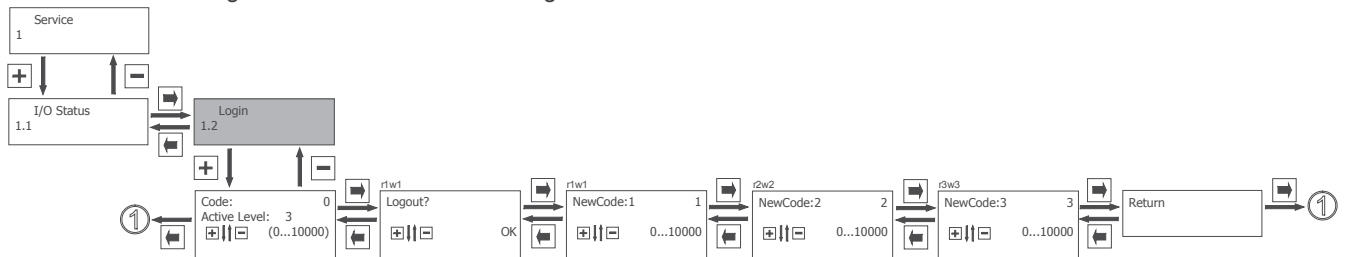 Service
1
+ −
I/O Status
1.1
Login
1.2
+ −
Code: 0
Active Level: 3
+ − (0...10000)
r1w1
Logout?
+ − OK
r1w1
NewCode:1 1
+ − 0...10000
r2w2
NewCode:2 2
+ − 0...10000
r3w3
NewCode:3 3
+ − 0...10000
Return
1
1